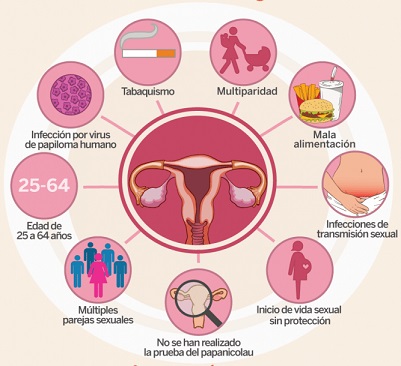 Tabaquismo
Multiparidad
Infección por virus
de papiloma humano
Mala
alimentación
25-64
Edad de
25 a 64 años
Infecciones de
transmisión sexual
Múltiples
parejas sexuales
Inicio de vida sexual
sin protección
No se han realizado
la prueba del papanicolau